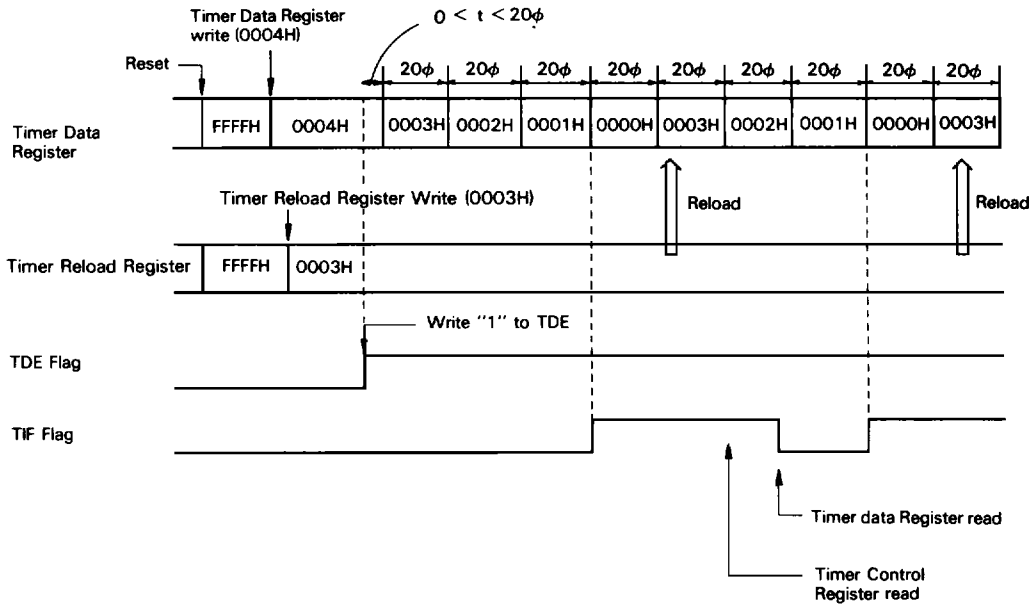 Timer Data Register
write (0004H)
0 < t < 20φ
Reset
20φ 20φ 20φ 20φ 20φ 20φ 20φ 20φ 20φ
Timer Data
Register
FFFFH 0004H 0003H 0002H 0001H 0000H 0003H 0002H 0001H 0000H 0003H
Timer Reload Register Write (0003H)
Reload
Reload
Timer Reload Register FFFFH 0003H
Write "1" to TDE
TDE Flag
TIF Flag
Timer data Register read
Timer Control
Register read